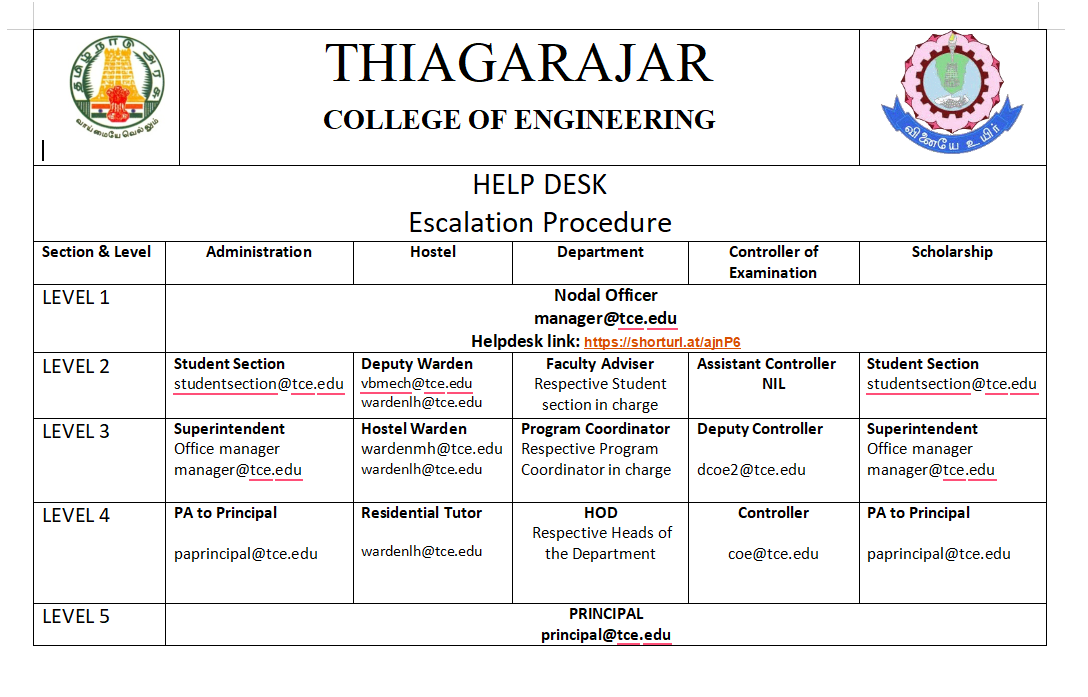 தமிழ்நாடு அரசு
வாய்மையே வெல்லும்
THIAGARAJAR
COLLEGE OF ENGINEERING
வினையே உயிர்
HELP DESK
Escalation Procedure
Section & Level Administration Hostel Department Controller of Examination Scholarship
LEVEL 1
Nodal Officer
manager@tce.edu
Helpdesk link: https://shorturl.at/ajnP6
LEVEL 2
Student Section
studentsection@tce.edu
Deputy Warden
vbmech@tce.edu
wardenlh@tce.edu
Faculty Adviser
Respective Student
section in charge
Assistant Controller
NIL
Student Section
studentsection@tce.edu
LEVEL 3
Superintendent
Office manager
manager@tce.edu
Hostel Warden
wardenmh@tce.edu
wardenlh@tce.edu
Program Coordinator
Respective Program
Coordinator in charge
Deputy Controller
dcoe2@tce.edu
Superintendent
Office manager
manager@tce.edu
LEVEL 4
PA to Principal
paprincipal@tce.edu
Residential Tutor
wardenlh@tce.edu
HOD
Respective Heads of
the Department
Controller
coe@tce.edu
PA to Principal
paprincipal@tce.edu
LEVEL 5
PRINCIPAL
principal@tce.edu